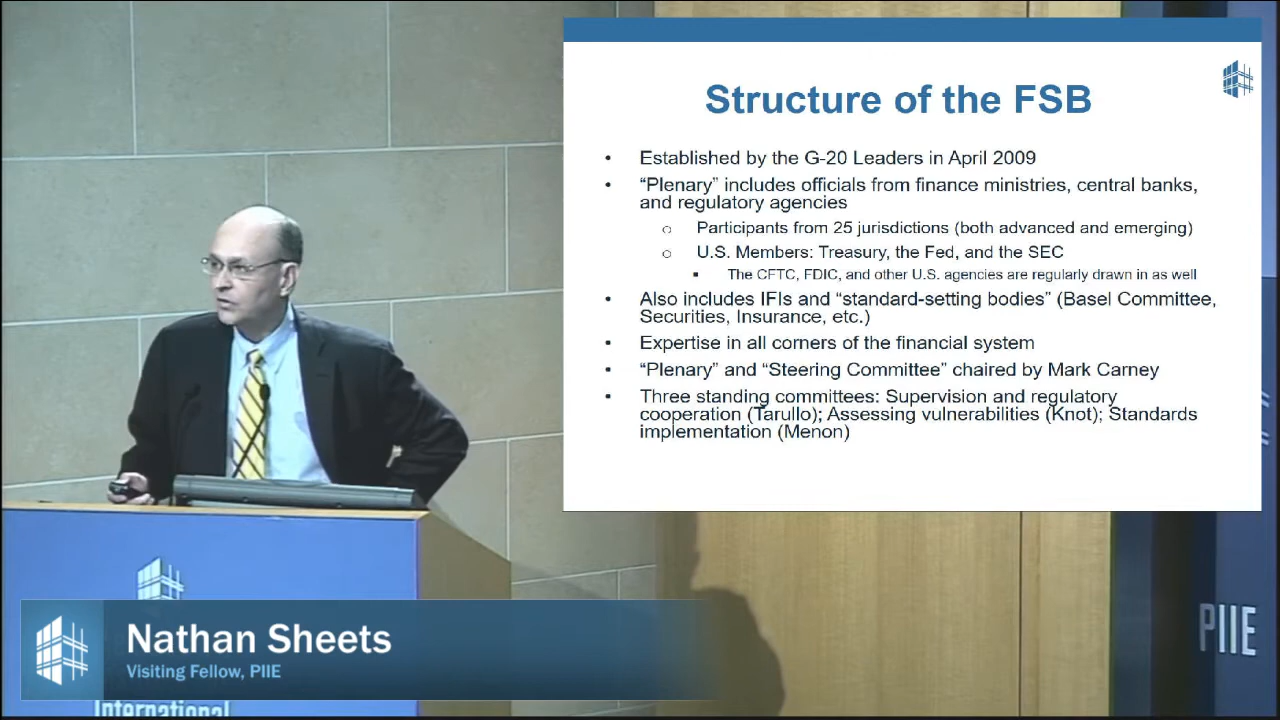 Structure of the FSB
• Established by the G-20 Leaders in April 2009
• “Plenary” includes officials from finance ministries, central banks,
and regulatory agencies
o Participants from 25 jurisdictions (both advanced and emerging)
o U.S. Members: Treasury, the Fed, and the SEC
▪ The CFTC, FDIC, and other U.S. agencies are regularly drawn in as well
• Also includes IFIs and “standard-setting bodies” (Basel Committee,
Securities, Insurance, etc.)
• Expertise in all corners of the financial system
• “Plenary” and “Steering Committee” chaired by Mark Carney
• Three standing committees: Supervision and regulatory
cooperation (Tarullo); Assessing vulnerabilities (Knot); Standards
implementation (Menon)
Nathan Sheets
Visiting Fellow, PIIE
International
PIIE